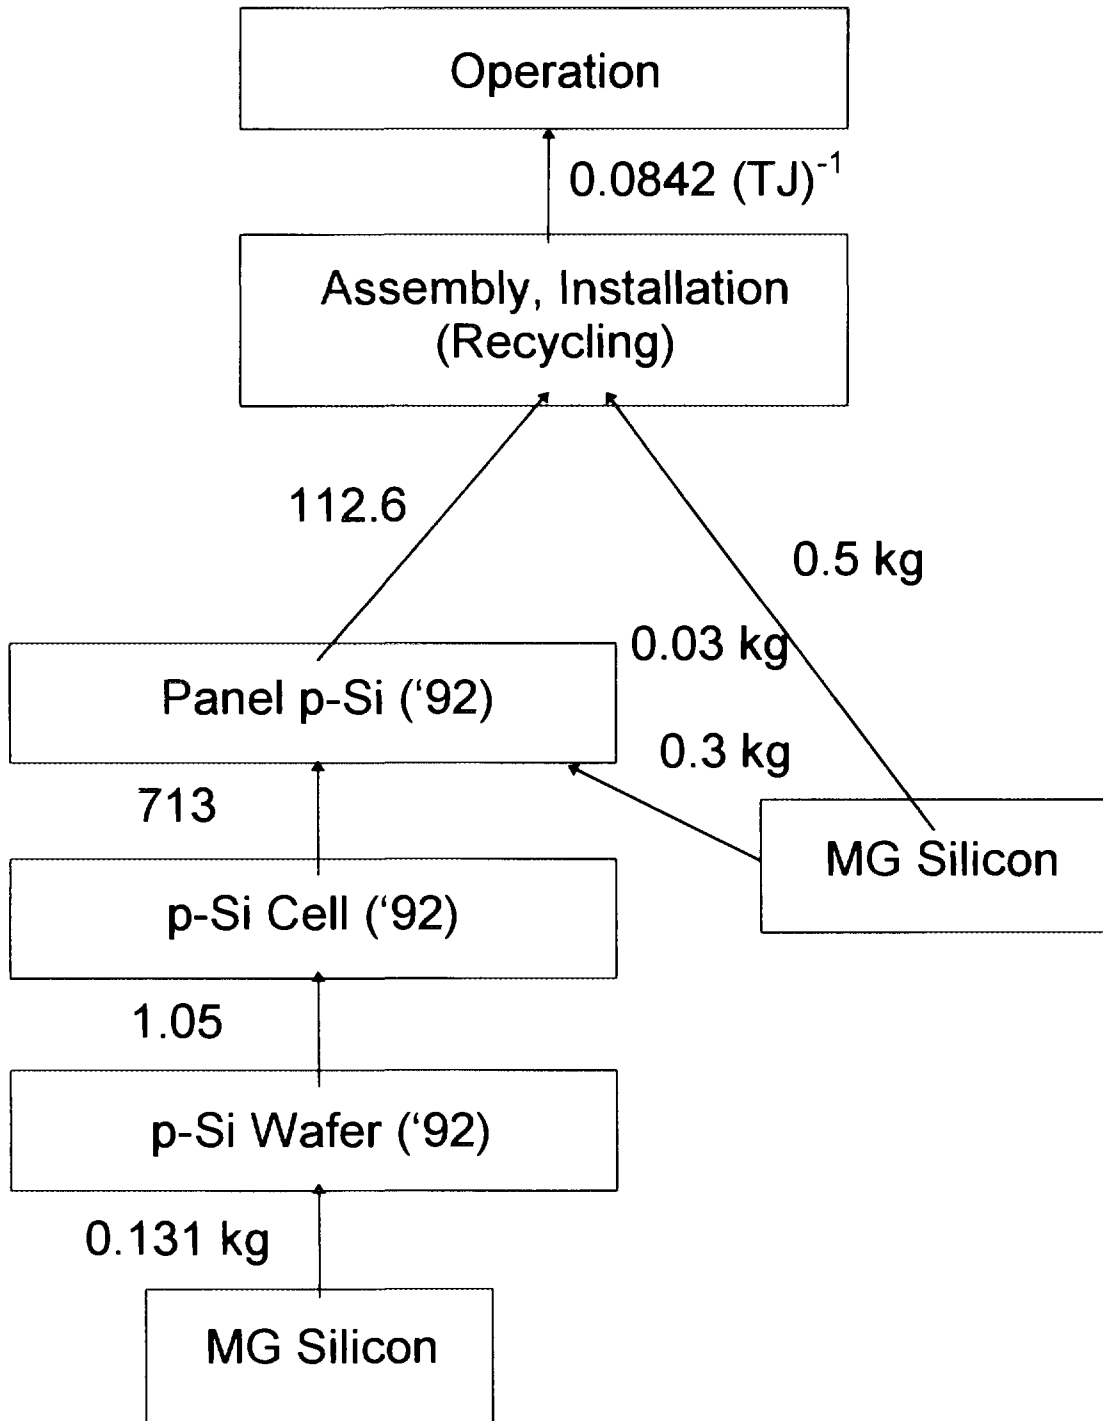 Operation
0.0842 (TJ)⁻¹
Assembly, Installation
(Recycling)
112.6
0.5 kg
0.03 kg
Panel p-Si (‘92)
0.3 kg
713
MG Silicon
p-Si Cell (‘92)
1.05
p-Si Wafer (‘92)
0.131 kg
MG Silicon